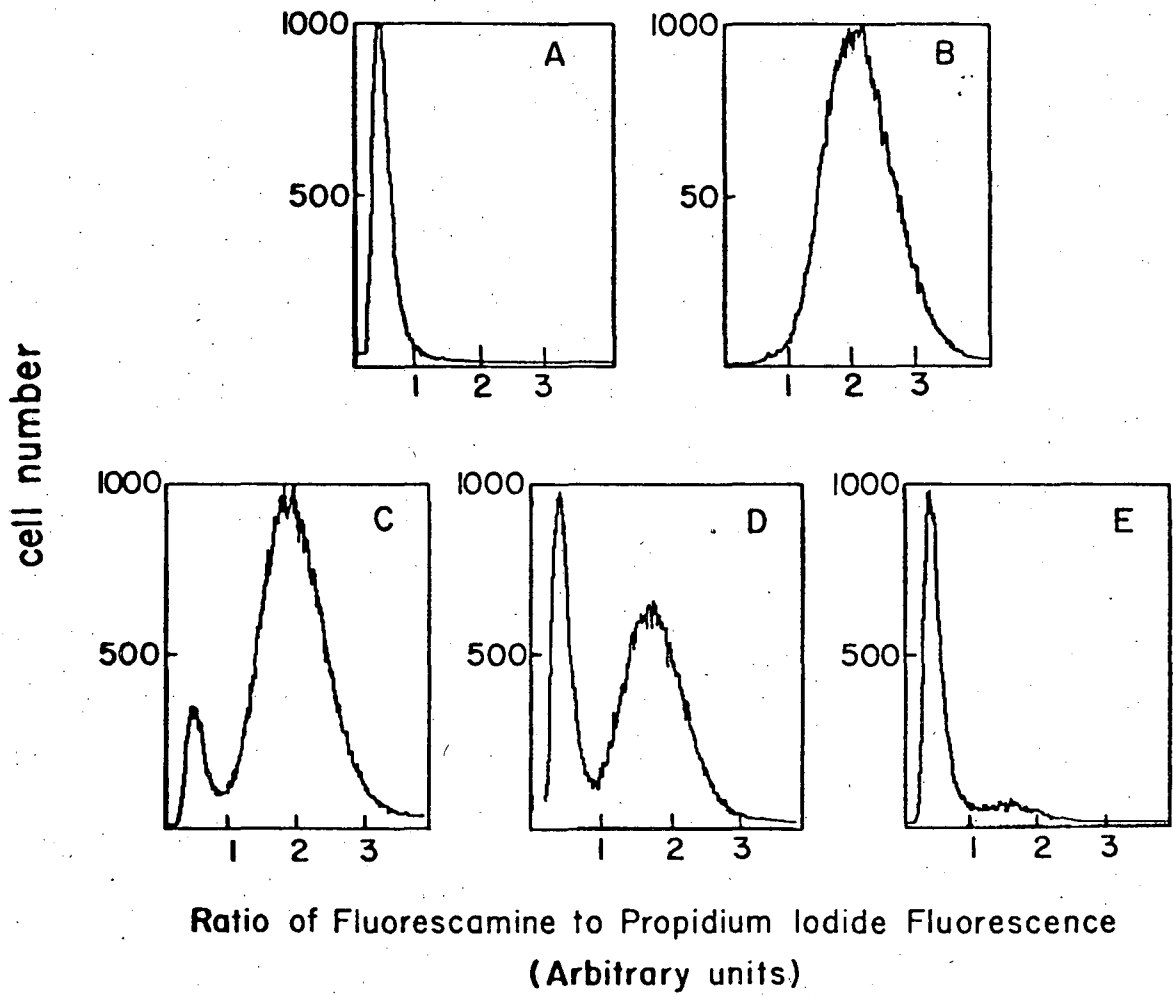 1000
A
500
1 2 3
1000
B
50
1 2 3
cell number
1000
C
500
1 2 3
1000
D
500
1 2 3
1000
E
500
1 2 3
Ratio of Fluorescamine to Propidium Iodide Fluorescence
(Arbitrary units)